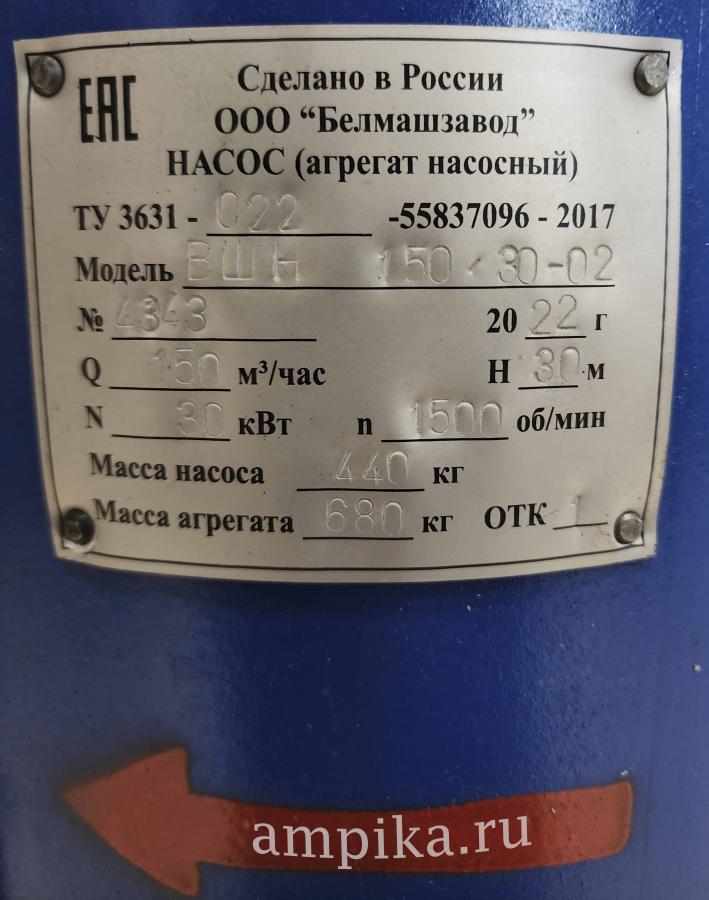 ЕАС
Сделано в России
ООО “Белмашзавод”
НАСОС (агрегат насосный)
ТУ 3631 - 022 -55837096 - 2017
Модель ВШН 150/30-02
№ 4343 20 22 г
Q 150 м³/час Н 30 м
N 30 кВт n 1500 об/мин
Масса насоса 440 кг
Масса агрегата 680 кг ОТК 1
ampika.ru